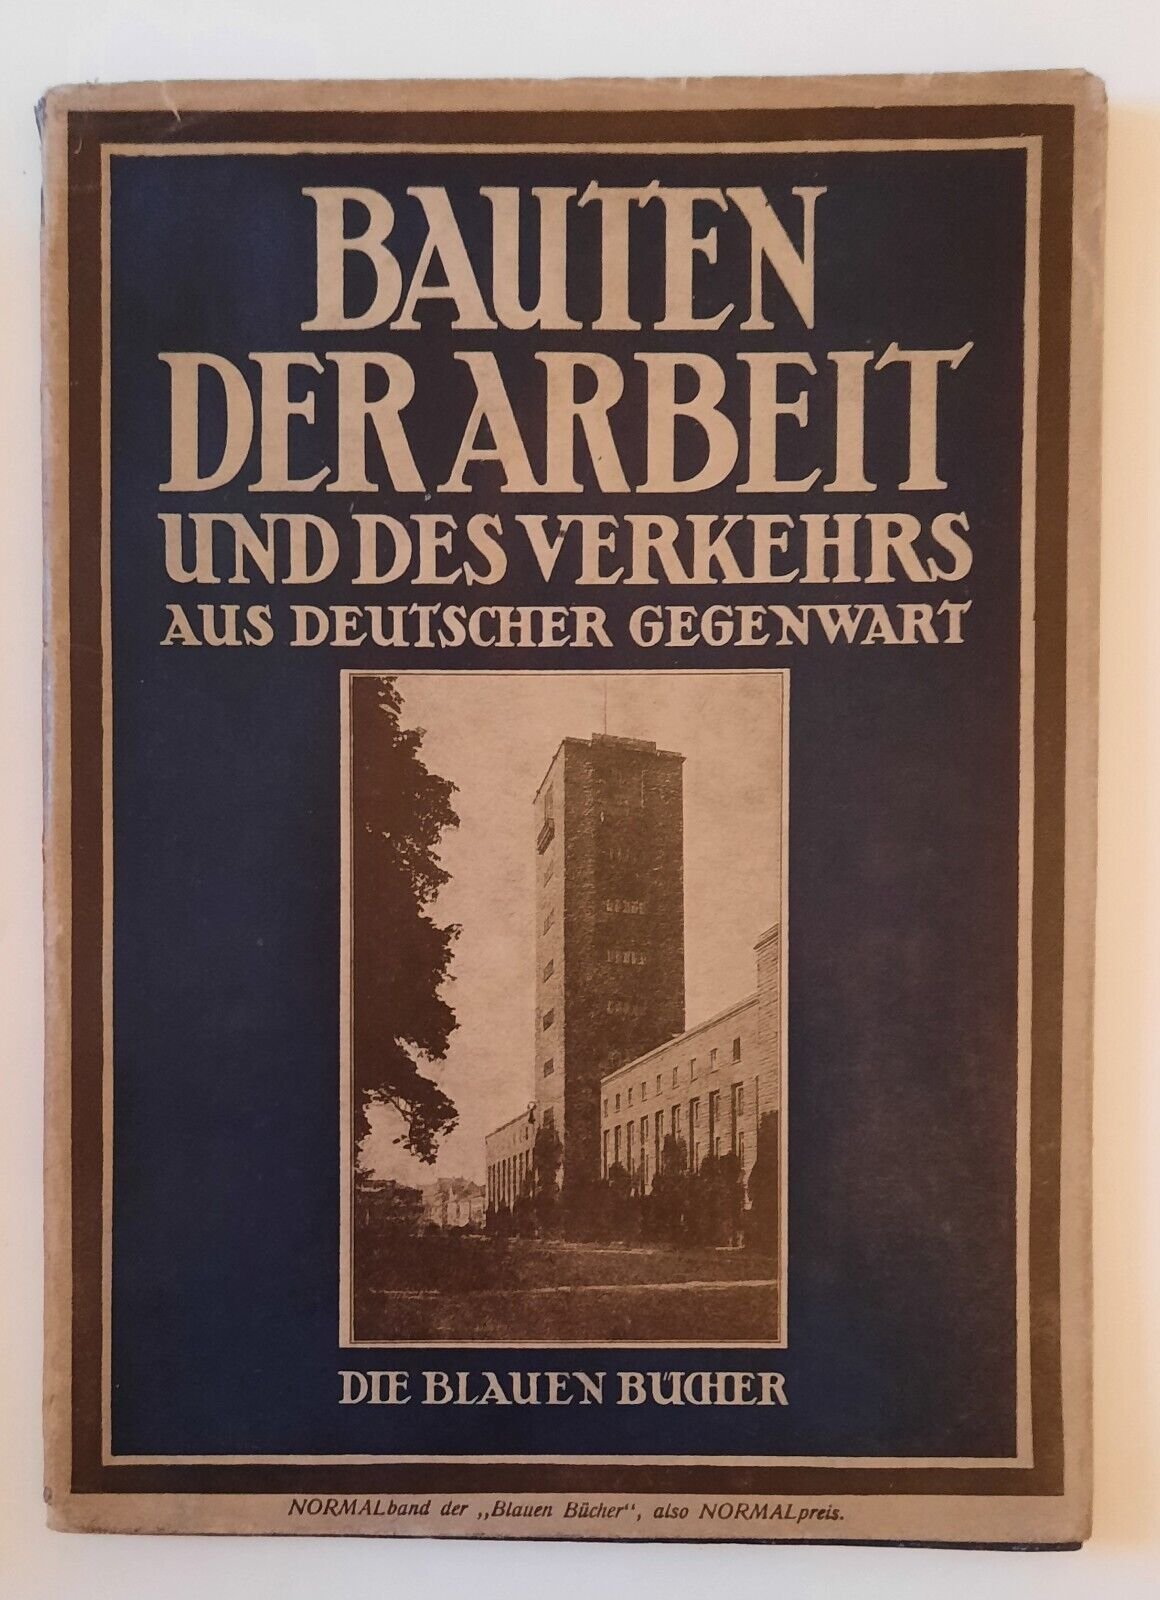 BAUTEN
DER ARBEIT
UND DES VERKEHRS
AUS DEUTSCHER GEGENWART
DIE BLAUEN BÜCHER
NORMALband der „Blauen Bücher“, also NORMALpreis.